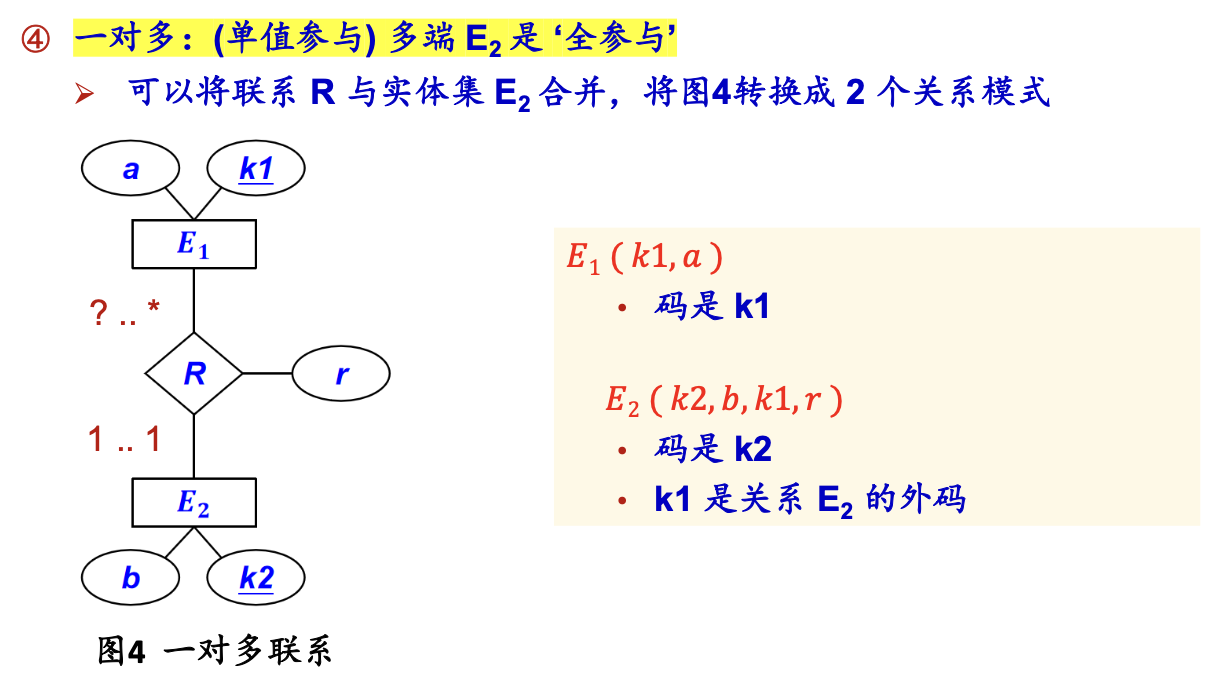 ④ 一对多：(单值参与) 多端 E₂ 是 ‘全参与’
➢ 可以将联系 R 与实体集 E₂ 合并，将图4转换成 2 个关系模式
a k1
E₁
? .. *
R r
1 .. 1
E₂
b k2
图4 一对多联系
E₁ ( k1, a )
• 码是 k1
E₂ ( k2, b, k1, r )
• 码是 k2
• k1 是关系 E₂ 的外码